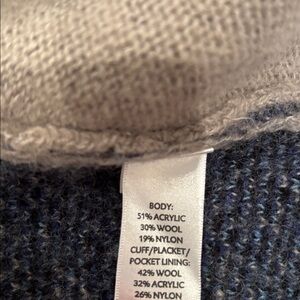 BODY:
51% ACRYLIC
30% WOOL
19% NYLON
CUFF/PLACKET/
POCKET LINING:
42% WOOL
32% ACRYLIC
26% NYLON